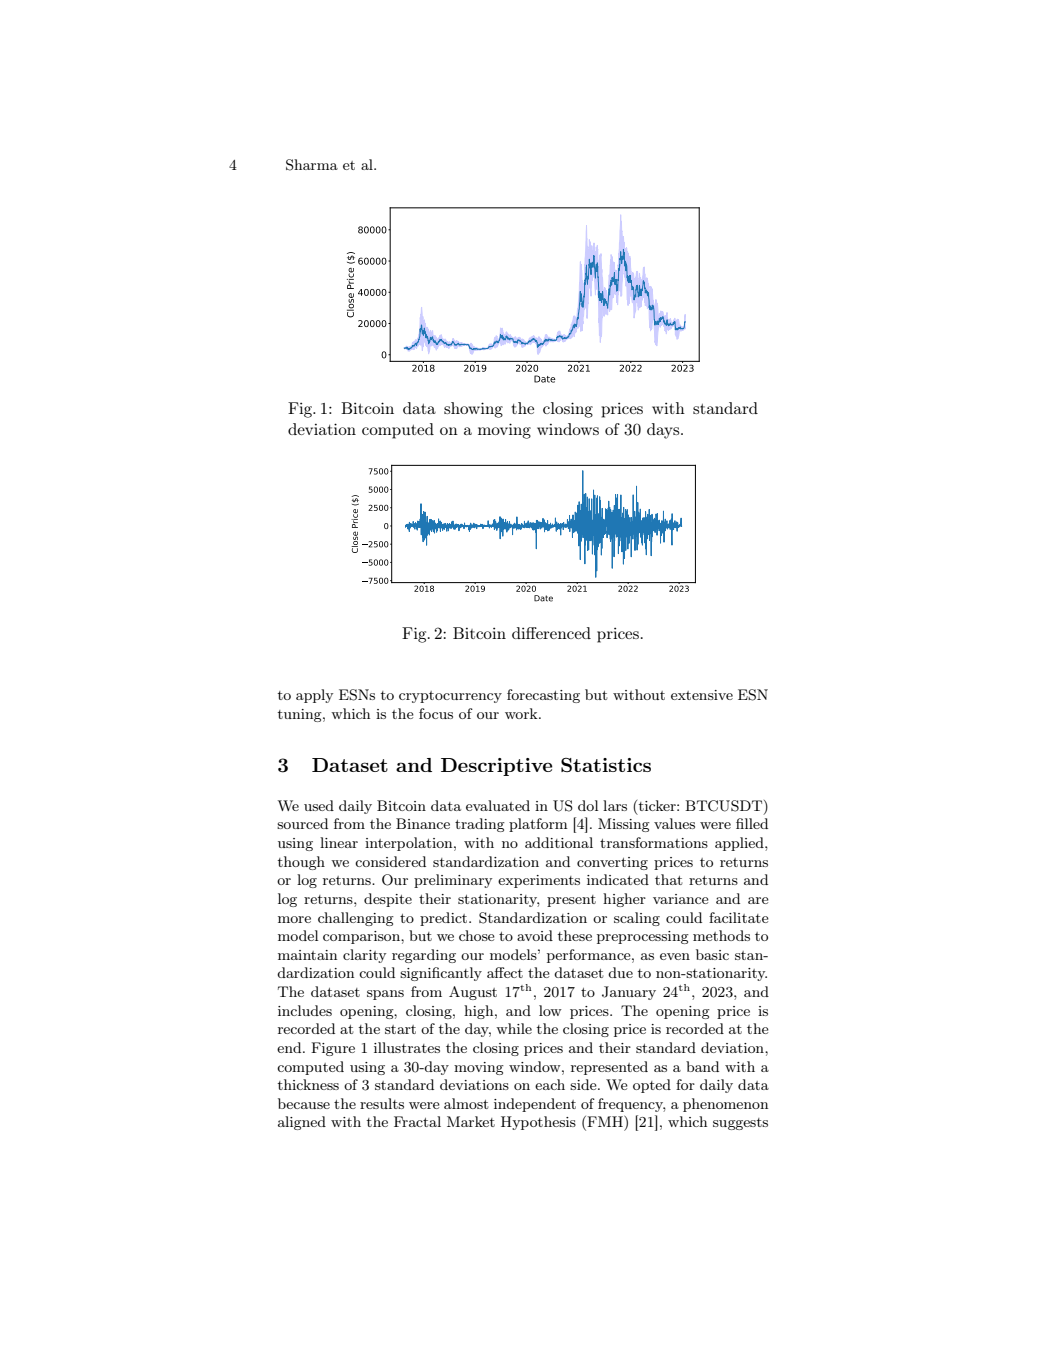 4 Sharma et al.
80000
60000
40000
20000
0
Close Price ($)
2018 2019 2020 2021 2022 2023
Date
Fig. 1: Bitcoin data showing the closing prices with standard
deviation computed on a moving windows of 30 days.
7500
5000
2500
0
−2500
−5000
−7500
Close Price ($)
2018 2019 2020 2021 2022 2023
Date
Fig. 2: Bitcoin differenced prices.
to apply ESNs to cryptocurrency forecasting but without extensive ESN
tuning, which is the focus of our work.
3 Dataset and Descriptive Statistics
We used daily Bitcoin data evaluated in US dol lars (ticker: BTCUSDT)
sourced from the Binance trading platform [4]. Missing values were filled
using linear interpolation, with no additional transformations applied,
though we considered standardization and converting prices to returns
or log returns. Our preliminary experiments indicated that returns and
log returns, despite their stationarity, present higher variance and are
more challenging to predict. Standardization or scaling could facilitate
model comparison, but we chose to avoid these preprocessing methods to
maintain clarity regarding our models' performance, as even basic stan-
dardization could significantly affect the dataset due to non-stationarity.
The dataset spans from August 17th, 2017 to January 24th, 2023, and
includes opening, closing, high, and low prices. The opening price is
recorded at the start of the day, while the closing price is recorded at the
end. Figure 1 illustrates the closing prices and their standard deviation,
computed using a 30-day moving window, represented as a band with a
thickness of 3 standard deviations on each side. We opted for daily data
because the results were almost independent of frequency, a phenomenon
aligned with the Fractal Market Hypothesis (FMH) [21], which suggests